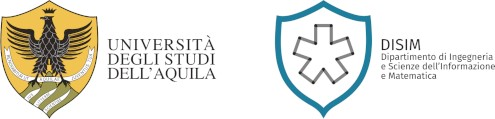 UNIVERSITÀ
DEGLI STUDI
DELL'AQUILA
DISIM
Dipartimento di Ingegneria
e Scienze dell'Informazione
e Matematica